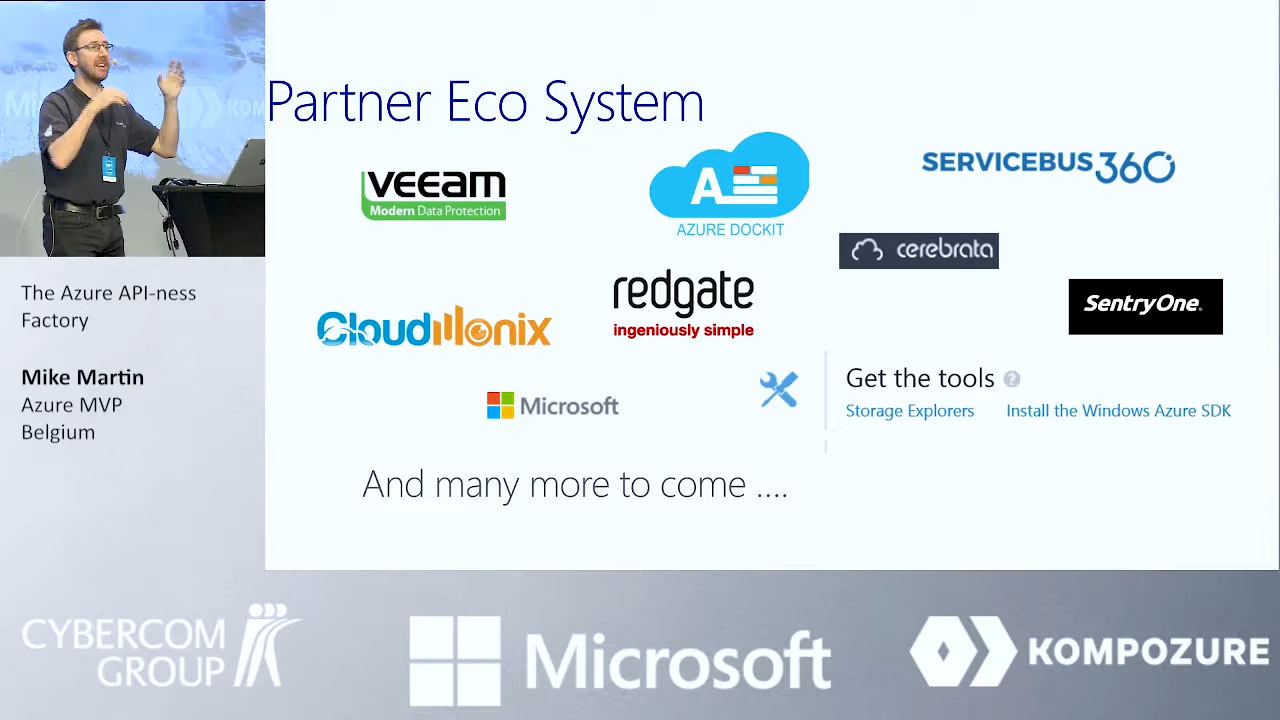 Partner Eco System
veeam
Modern Data Protection
AZURE DOCKIT
SERVICEBUS360
cerebrata
redgate
ingeniously simple
SentryOne
CloudMonix
Microsoft
Get the tools
Storage Explorers Install the Windows Azure SDK
And many more to come ....
The Azure API-ness
Factory
Mike Martin
Azure MVP
Belgium
CYBERCOM
GROUP
Microsoft
KOMPOZURE